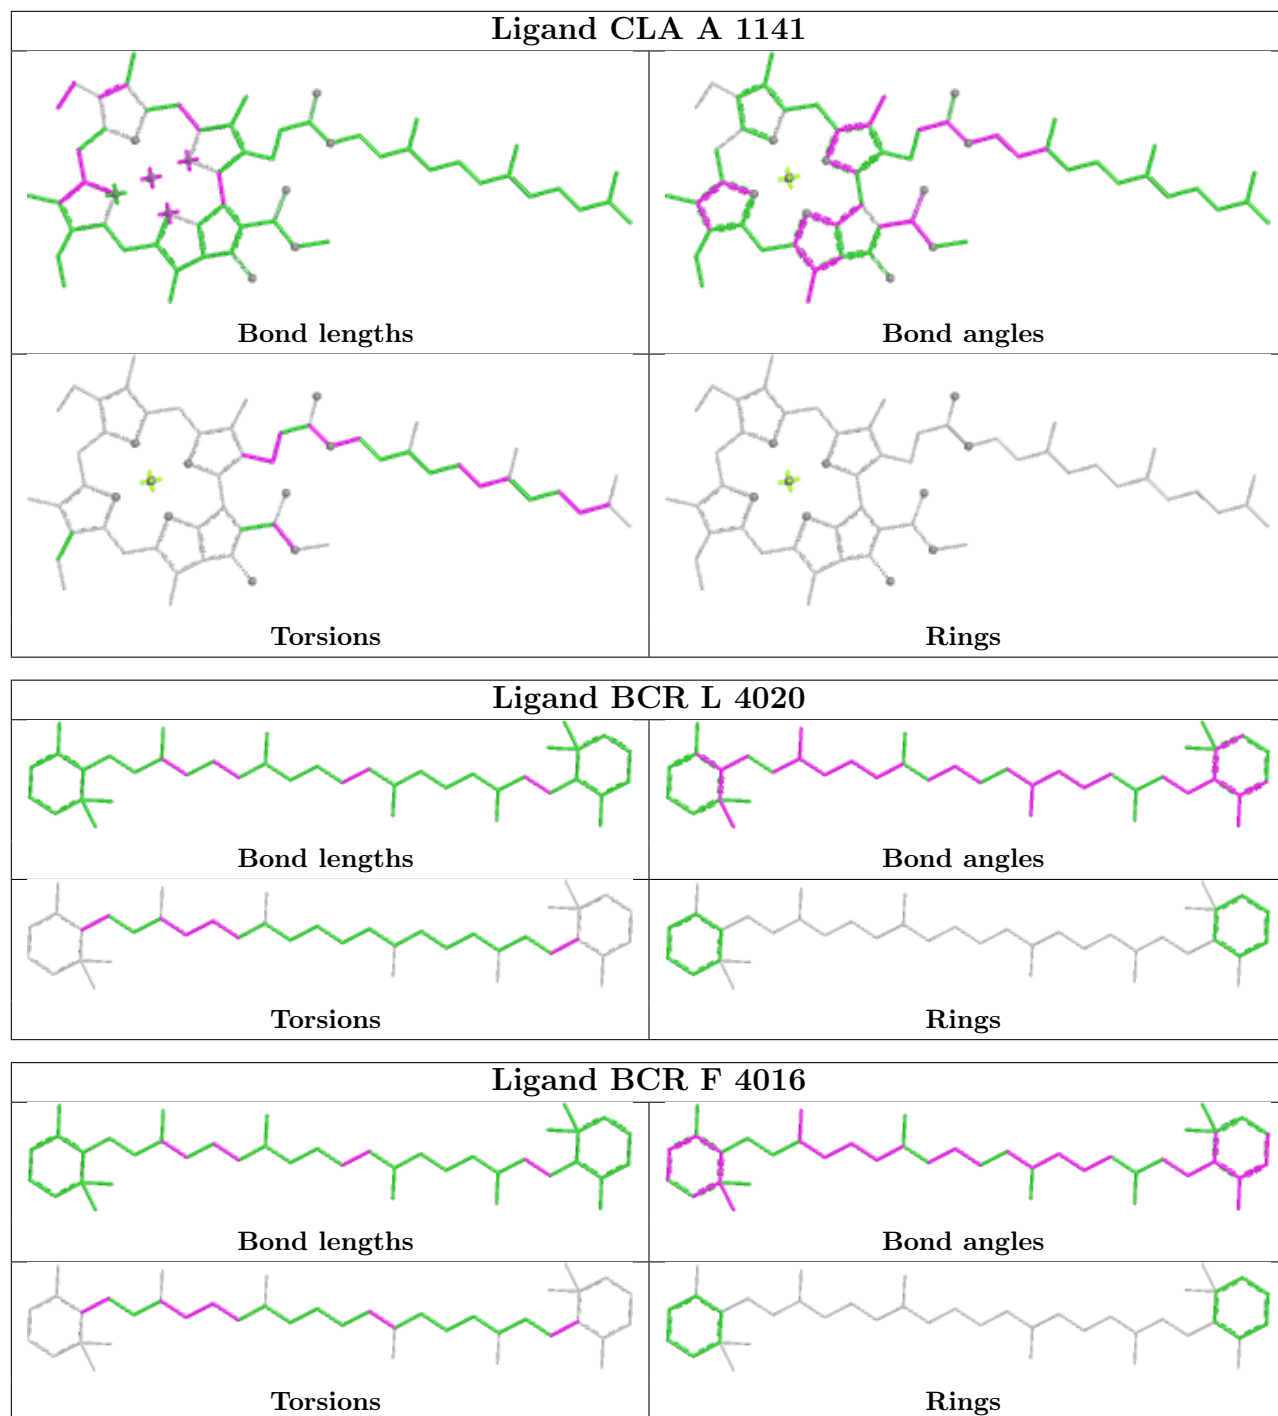 Ligand CLA A 1141
Bond lengths
Bond angles
Torsions
Rings
Ligand BCR L 4020
Bond lengths
Bond angles
Torsions
Rings
Ligand BCR F 4016
Bond lengths
Bond angles
Torsions
Rings